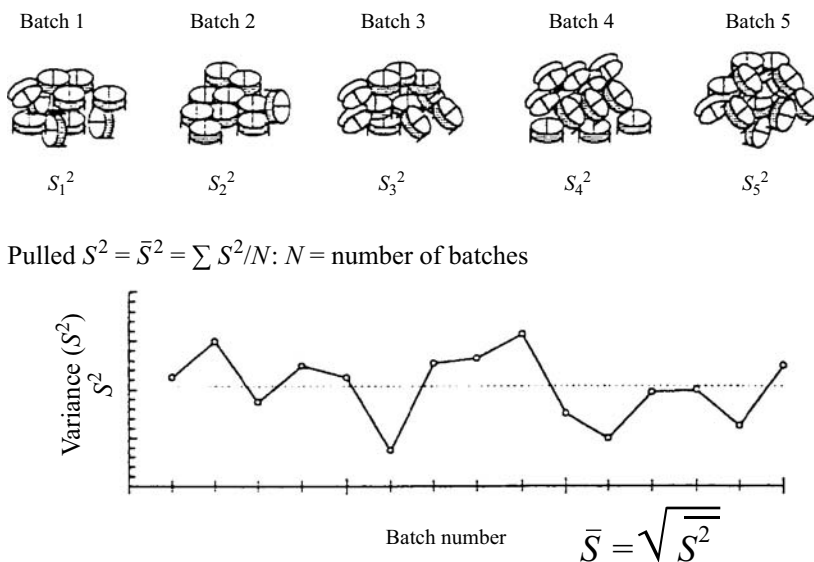 Batch 1 Batch 2 Batch 3 Batch 4 Batch 5
S₁² S₂² S₃² S₄² S₅²
Pulled S² = S̄² = ∑ S²/N: N = number of batches
Variance (S²)
S²
Batch number
S̄ = √S̅²̅